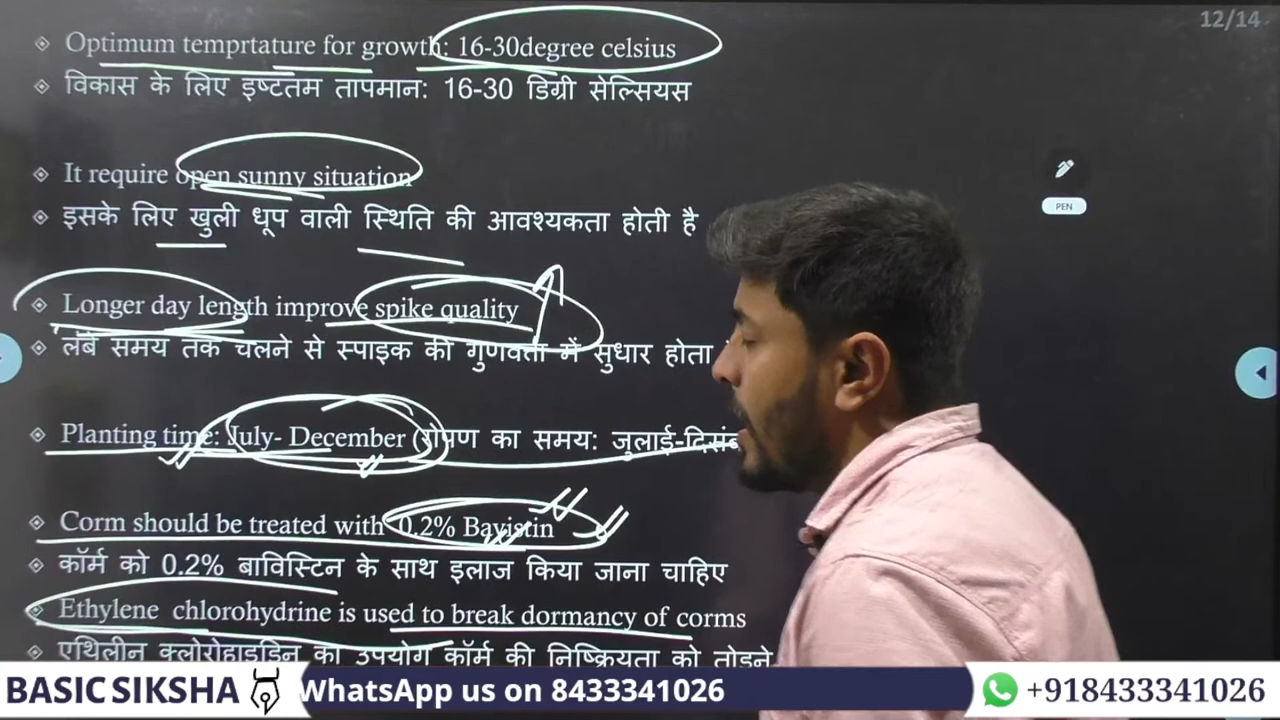 12/14
Optimum temprtature for growth: 16-30degree celsius
विकास के लिए इष्टतम तापमान: 16-30 डिग्री सेल्सियस
It require open sunny situation
PEN
इसके लिए खुली धूप वाली स्थिति की आवश्यकता होती है
Longer day length improve spike quality
लंबे समय तक चलने से स्पाइक की गुणवत्ता में सुधार होता
Planting time: July- December (रोपण का समय: जुलाई-दिसंब
Corm should be treated with 0.2% Bavistin
कॉर्म को 0.2% बाविस्टिन के साथ इलाज किया जाना चाहिए
Ethylene chlorohydrine is used to break dormancy of corms
एथिलीन क्लोरोहाइड्रिन का उपयोग कॉर्म की निष्क्रियता को तोड़ने
BASIC SIKSHA WhatsApp us on 8433341026 +918433341026